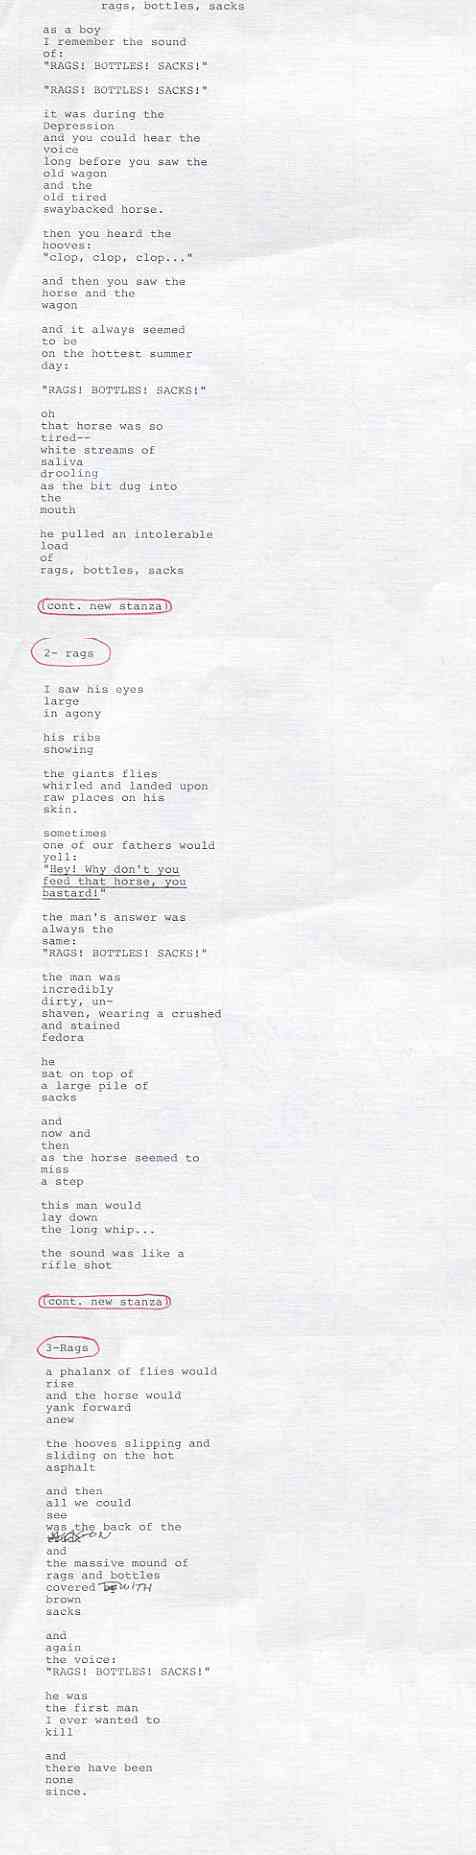 rags, bottles, sacks
as a boy
I remember the sound
of:
"RAGS! BOTTLES! SACKS!"
"RAGS! BOTTLES! SACKS!"
it was during the
Depression
and you could hear the
voice
long before you saw the
old wagon
and the
old tired
swaybacked horse.
then you heard the
hooves:
"clop, clop, clop..."
and then you saw the
horse and the
wagon
and it always seemed
to be
on the hottest summer
day:
"RAGS! BOTTLES! SACKS!"
oh
that horse was so
tired--
white streams of
saliva
drooling
as the bit dug into
the
mouth
he pulled an intolerable
load
of
rags, bottles, sacks
(cont. new stanza)
2- rags
I saw his eyes
large
in agony
his ribs
showing
the giants flies
whirled and landed upon
raw places on his
skin.
sometimes
one of our fathers would
yell:
"Hey! Why don't you
feed that horse, you
bastard!"
the man's answer was
always the
same:
"RAGS! BOTTLES! SACKS!"
the man was
incredibly
dirty, un-
shaven, wearing a crushed
and stained
fedora
he
sat on top of
a large pile of
sacks
and
now and
then
as the horse seemed to
miss
a step
this man would
lay down
the long whip...
the sound was like a
rifle shot
(cont. new stanza)
3-Rags
a phalanx of flies would
rise
and the horse would
yank forward
anew
the hooves slipping and
sliding on the hot
asphalt
and then
all we could
see
was the back of the
WAGON
and
the massive mound of
rags and bottles
covered WITH
brown
sacks
and
again
the voice:
"RAGS! BOTTLES! SACKS!"
he was
the first man
I ever wanted to
kill
and
there have been
none
since.